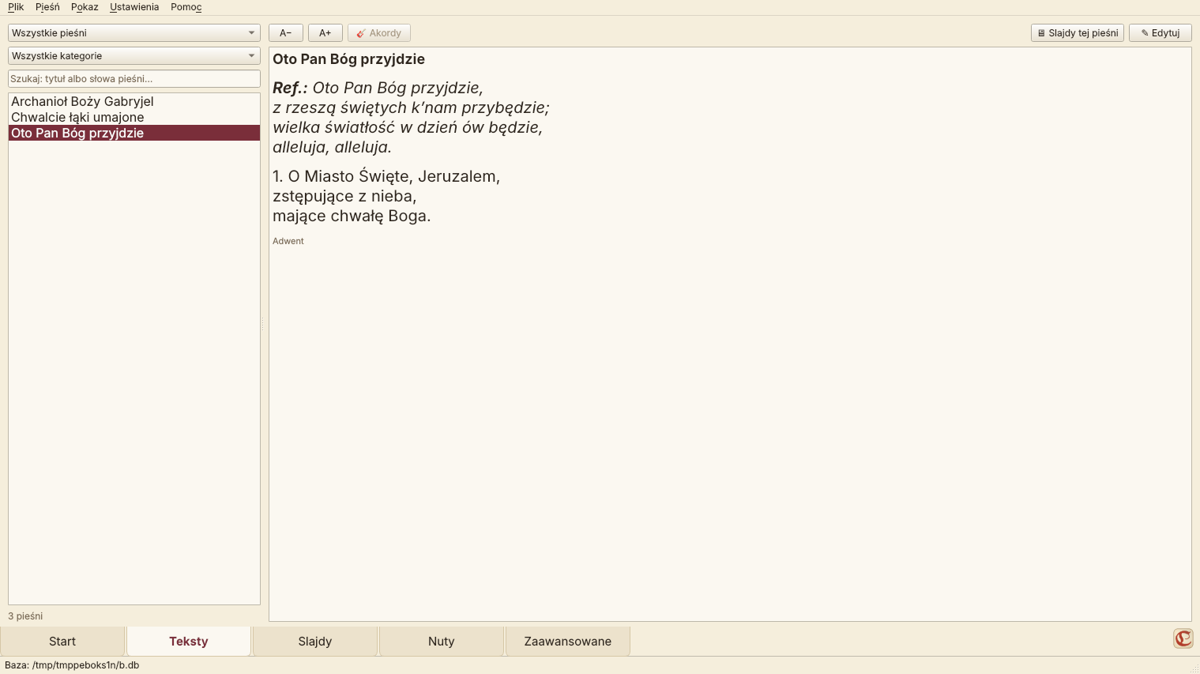 Plik Pieśń Pokaz Ustawienia Pomoc
Wszystkie pieśni
Wszystkie kategorie
Szukaj: tytuł albo słowa pieśni...
Archanioł Boży Gabryjel
Chwalcie łąki umajone
Oto Pan Bóg przyjdzie
3 pieśni
A− A+ Akordy Slajdy tej pieśni Edytuj
Oto Pan Bóg przyjdzie
Ref.: Oto Pan Bóg przyjdzie,
z rzeszą świętych k’nam przybędzie;
wielka światłość w dzień ów będzie,
alleluja, alleluja.
1. O Miasto Święte, Jeruzalem,
zstępujące z nieba,
mające chwałę Boga.
Adwent
Start Teksty Slajdy Nuty Zaawansowane
Baza: /tmp/tmppeboks1n/b.db